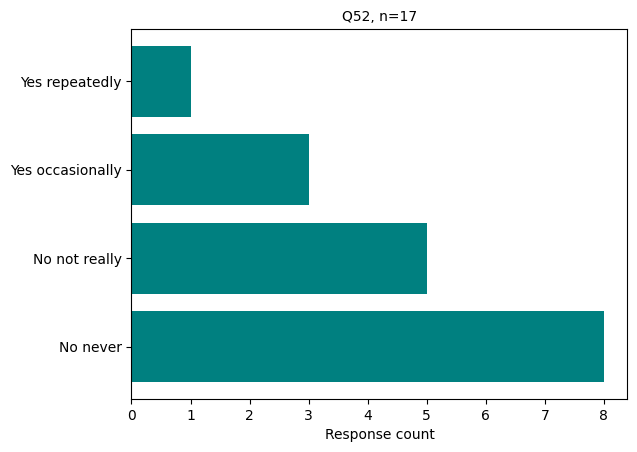 Q52, n=17
Yes repeatedly
Yes occasionally
No not really
No never
0 1 2 3 4 5 6 7 8
Response count